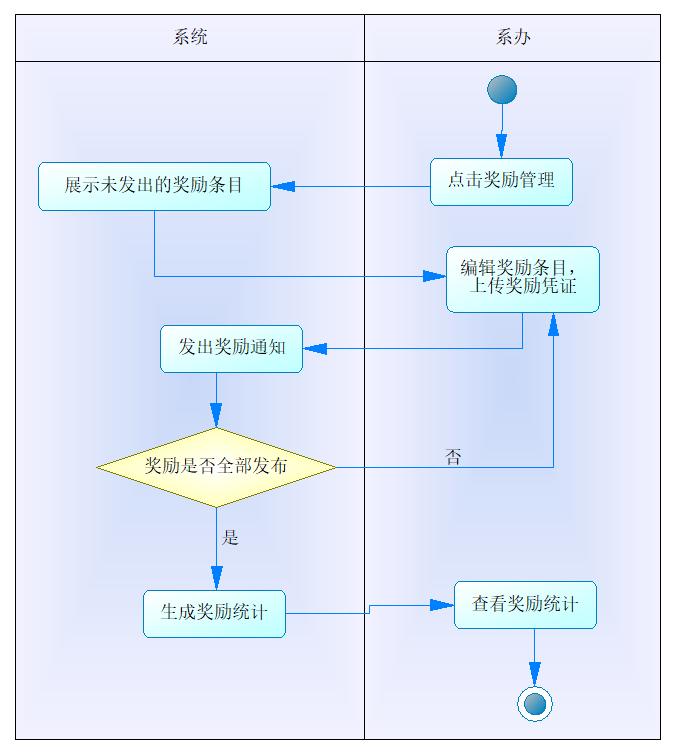 系统
系办
点击奖励管理
展示未发出的奖励条目
编辑奖励条目，
上传奖励凭证
发出奖励通知
奖励是否全部发布
否
是
生成奖励统计
查看奖励统计